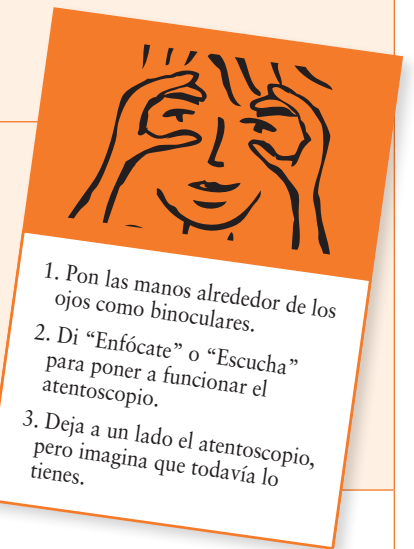 1. Pon las manos alrededor de los
ojos como binoculares.
2. Di “Enfócate” o “Escucha”
para poner a funcionar el
atentoscopio.
3. Deja a un lado el atentoscopio,
pero imagina que todavía lo
tienes.